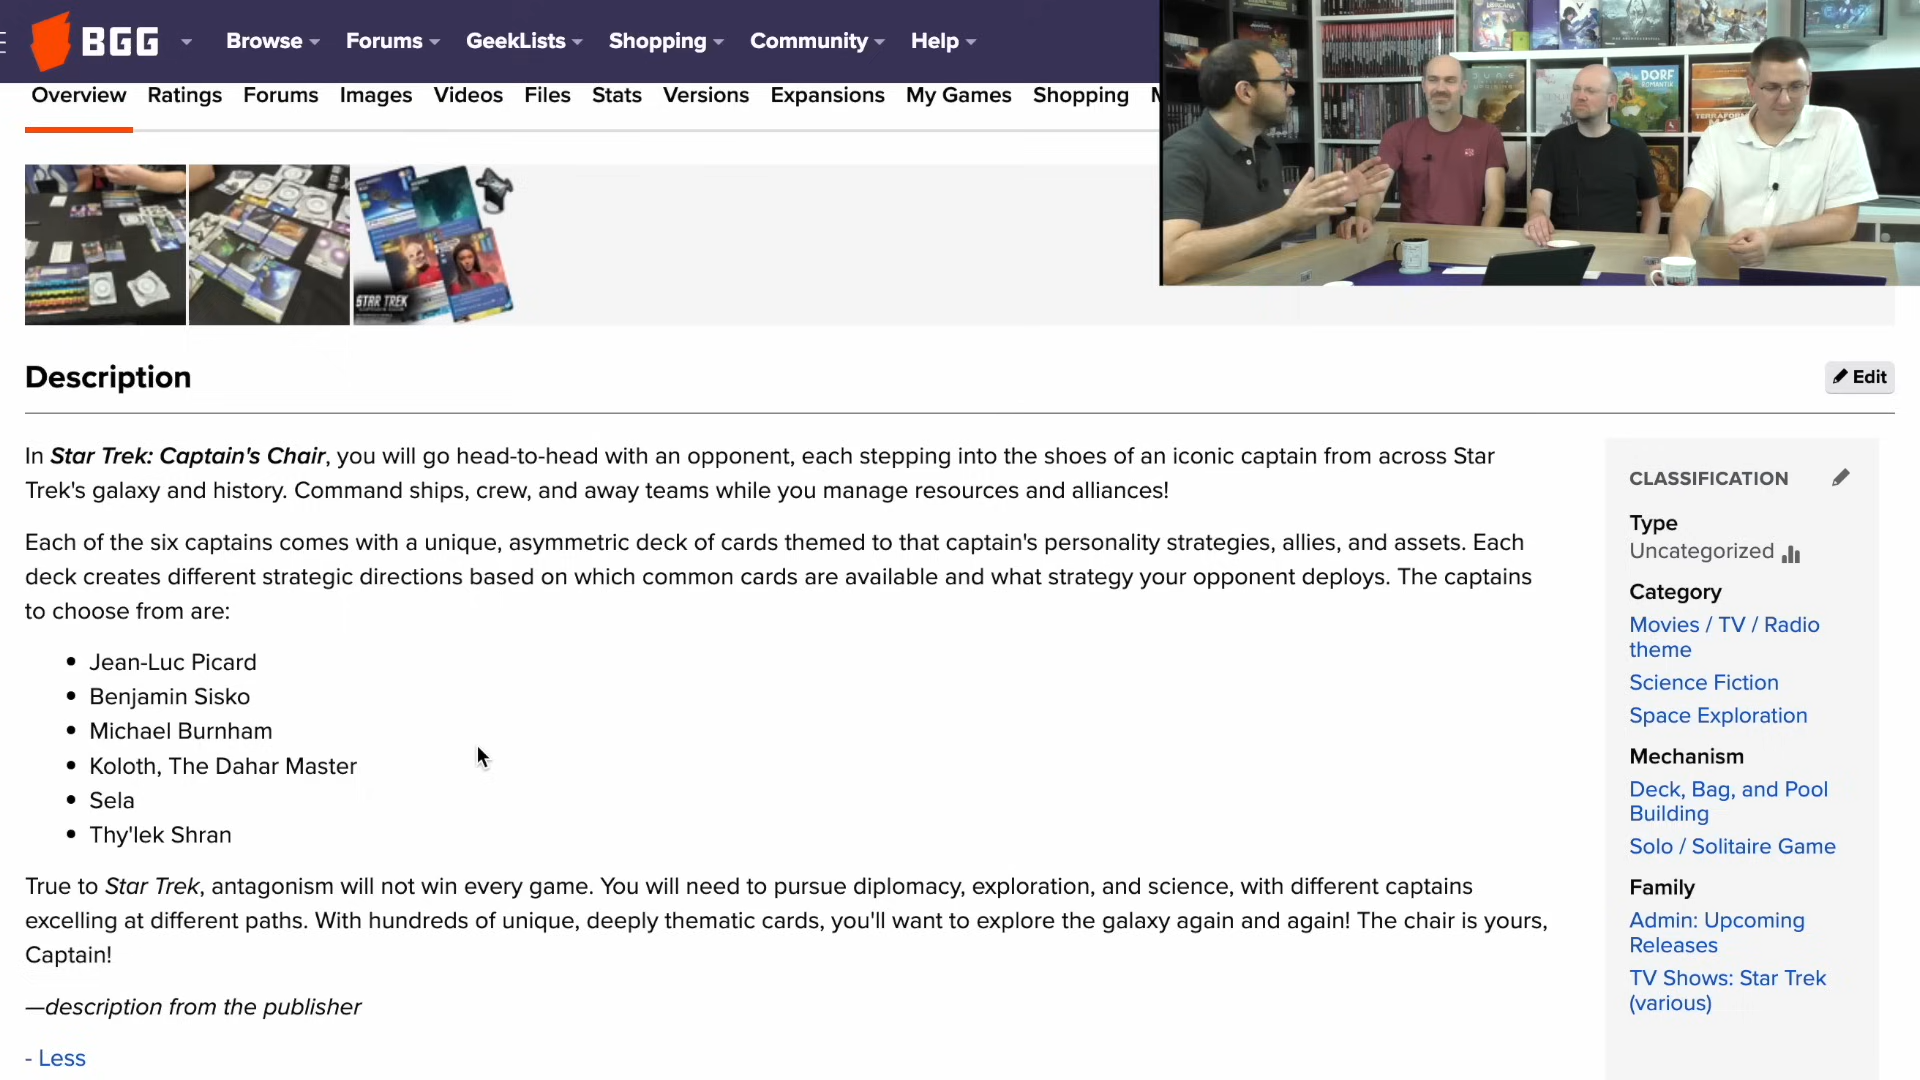 BGG Browse Forums GeekLists Shopping Community Help
Overview Ratings Forums Images Videos Files Stats Versions Expansions My Games Shopping
DUNE
DORF
ROMANTIK
STAR TREK
Description
Edit
In Star Trek: Captain's Chair, you will go head-to-head with an opponent, each stepping into the shoes of an iconic captain from across Star
Trek's galaxy and history. Command ships, crew, and away teams while you manage resources and alliances!
Each of the six captains comes with a unique, asymmetric deck of cards themed to that captain's personality strategies, allies, and assets. Each
deck creates different strategic directions based on which common cards are available and what strategy your opponent deploys. The captains
to choose from are:
• Jean-Luc Picard
• Benjamin Sisko
• Michael Burnham
• Koloth, The Dahar Master
• Sela
• Thy'lek Shran
True to Star Trek, antagonism will not win every game. You will need to pursue diplomacy, exploration, and science, with different captains
excelling at different paths. With hundreds of unique, deeply thematic cards, you'll want to explore the galaxy again and again! The chair is yours,
Captain!
—description from the publisher
- Less
CLASSIFICATION
Type
Uncategorized
Category
Movies / TV / Radio
theme
Science Fiction
Space Exploration
Mechanism
Deck, Bag, and Pool
Building
Solo / Solitaire Game
Family
Admin: Upcoming
Releases
TV Shows: Star Trek
(various)